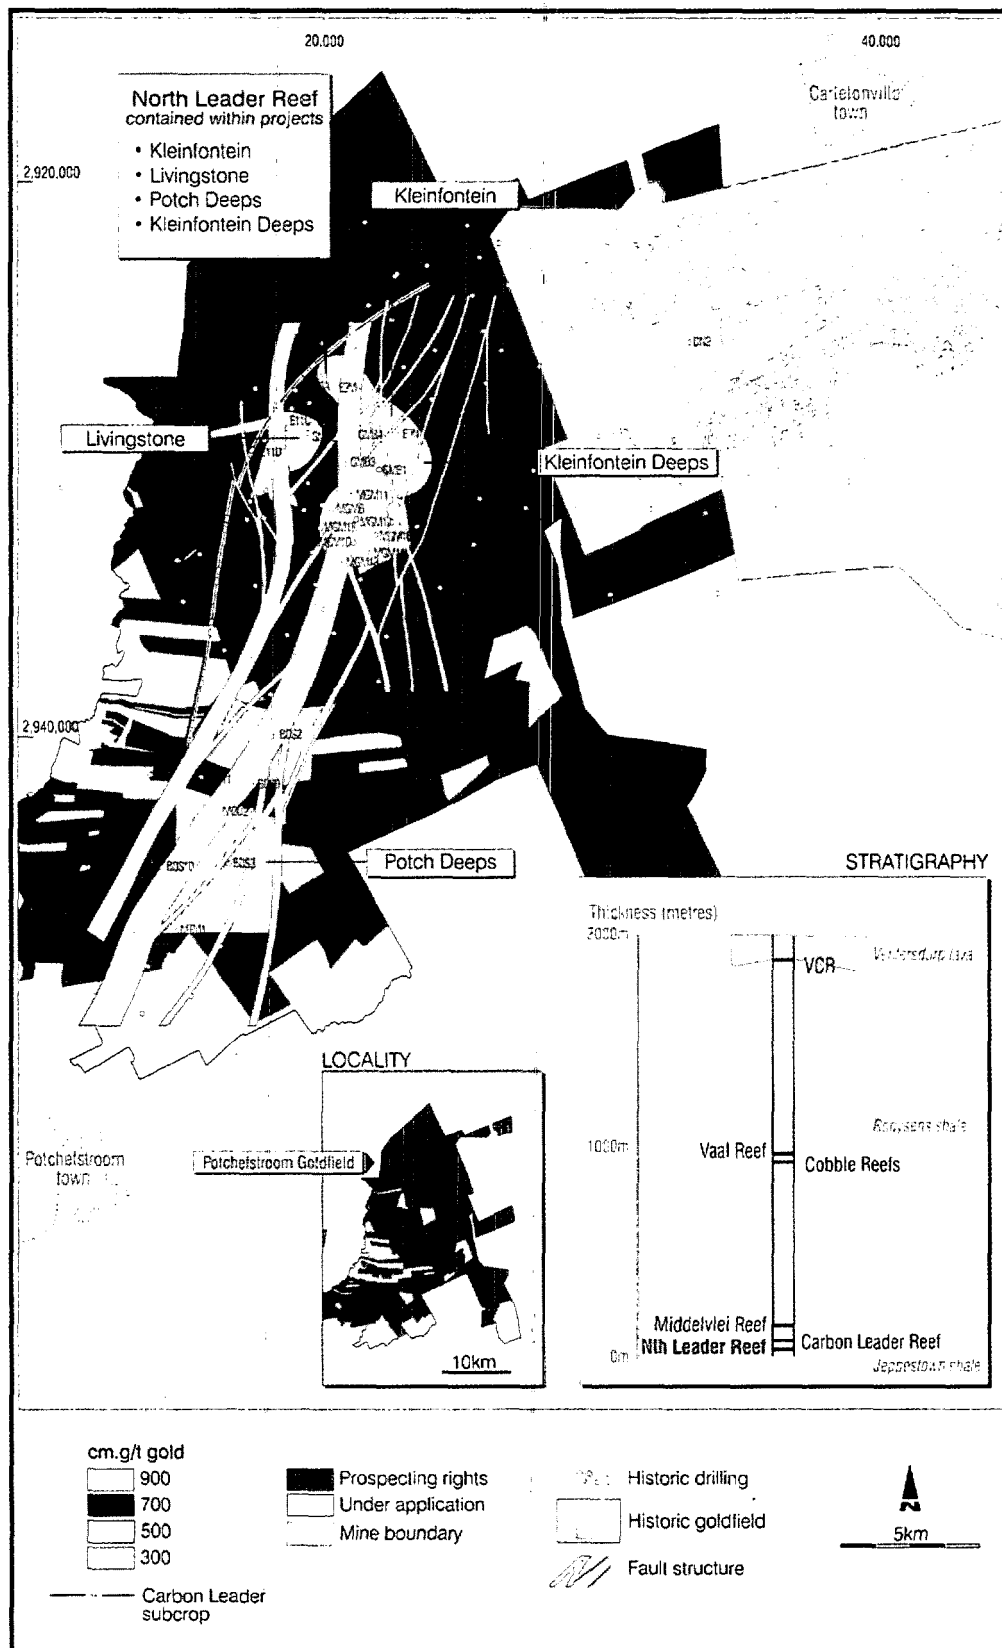 20.000
40.000
North Leader Reef
contained within projects
• Kleinfontein
• Livingstone
• Potch Deeps
• Kleinfontein Deeps
Carletonville
town
2,920,000
Kleinfontein
Livingstone
Kleinfontein Deeps
2,940,000
BDS2
BDS3
Potch Deeps
STRATIGRAPHY
Thickness (metres)
2000m
Ventersdorp Lava
VCR
LOCALITY
Potchefstroom
town
Potchefstroom Goldfield
1000m
Vaal Reef
Booysens shale
Cobble Reefs
Middelvlei Reef
Nth Leader Reef
Carbon Leader Reef
0m
Jeppestown shale
10km
cm.g/t gold
900
700
500
300
Carbon Leader
subcrop
Prospecting rights
Under application
Mine boundary
Historic drilling
Historic goldfield
Fault structure
N
5km